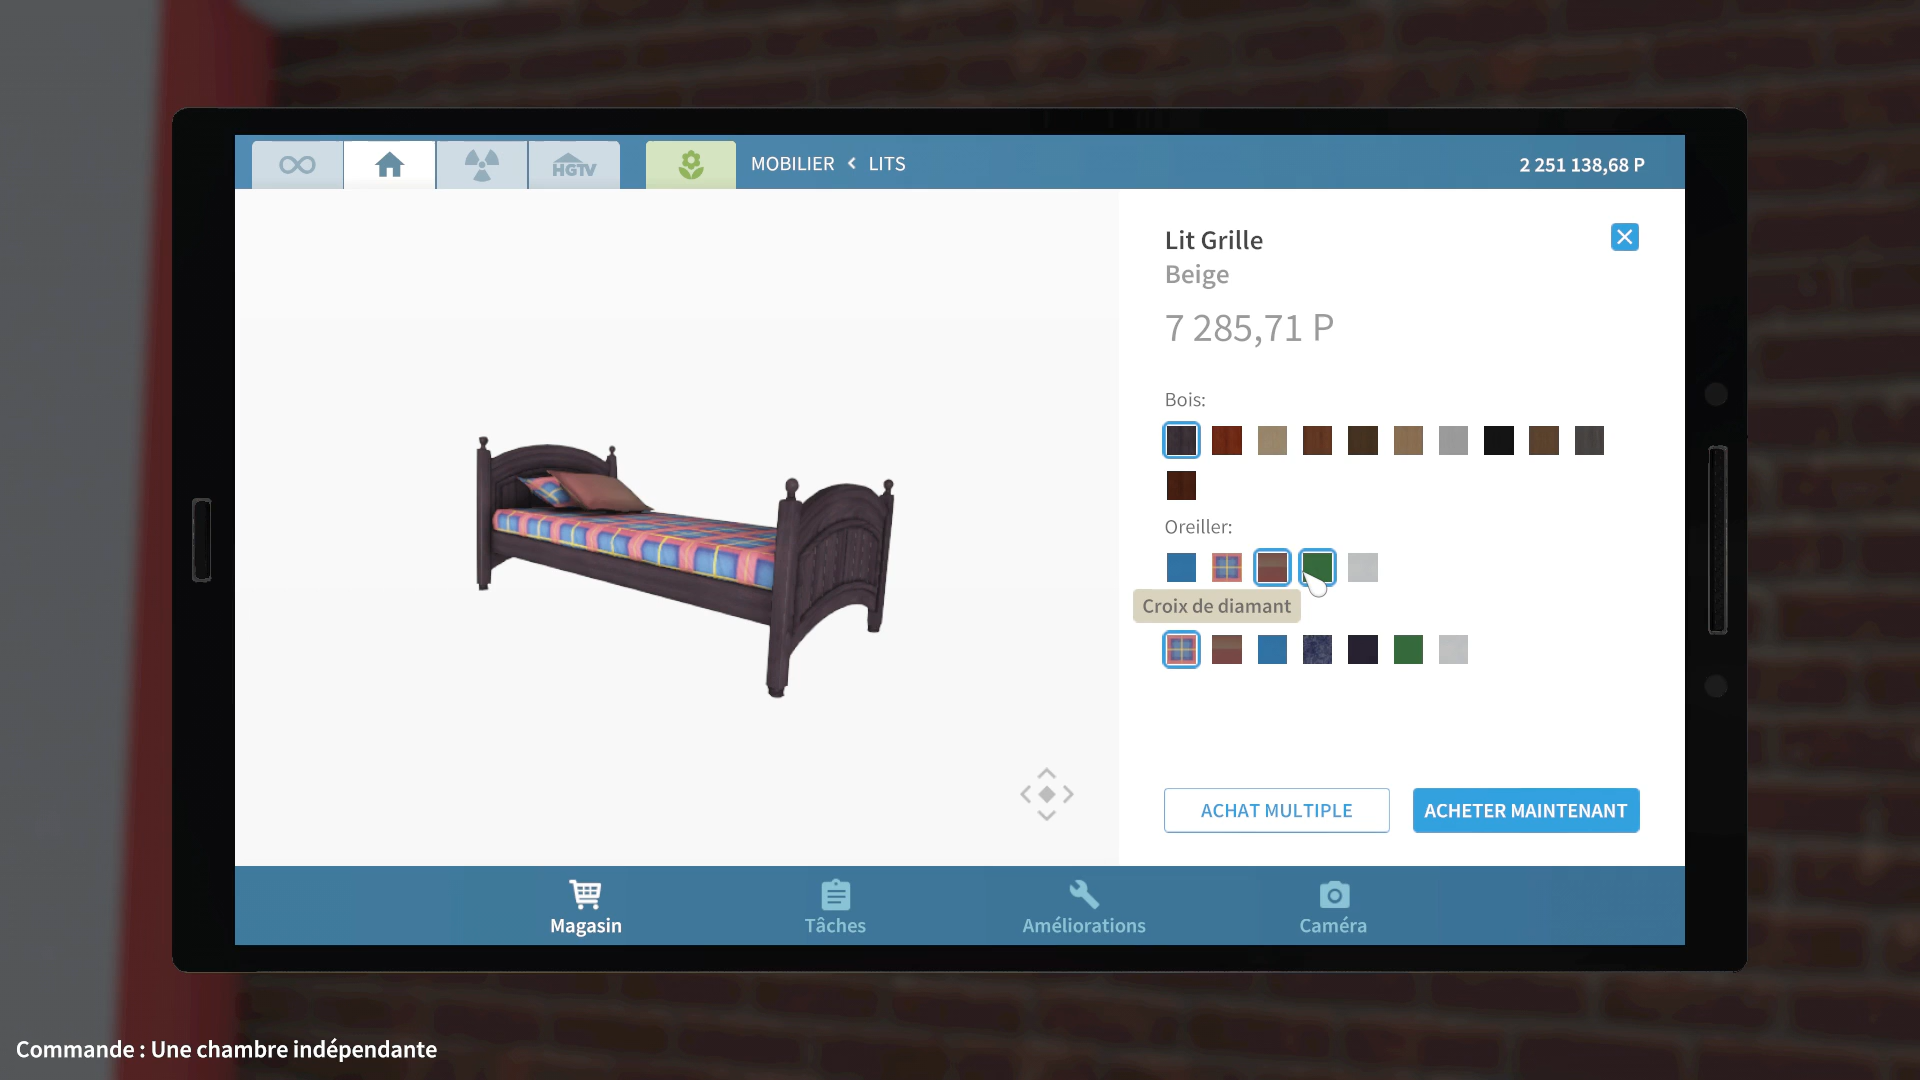 HGTV
MOBILIER < LITS
2 251 138,68 P
Lit Grille
Beige
7 285,71 P
Bois:
Oreiller:
Croix de diamant
ACHAT MULTIPLE
ACHETER MAINTENANT
Magasin
Tâches
Améliorations
Caméra
Commande : Une chambre indépendante